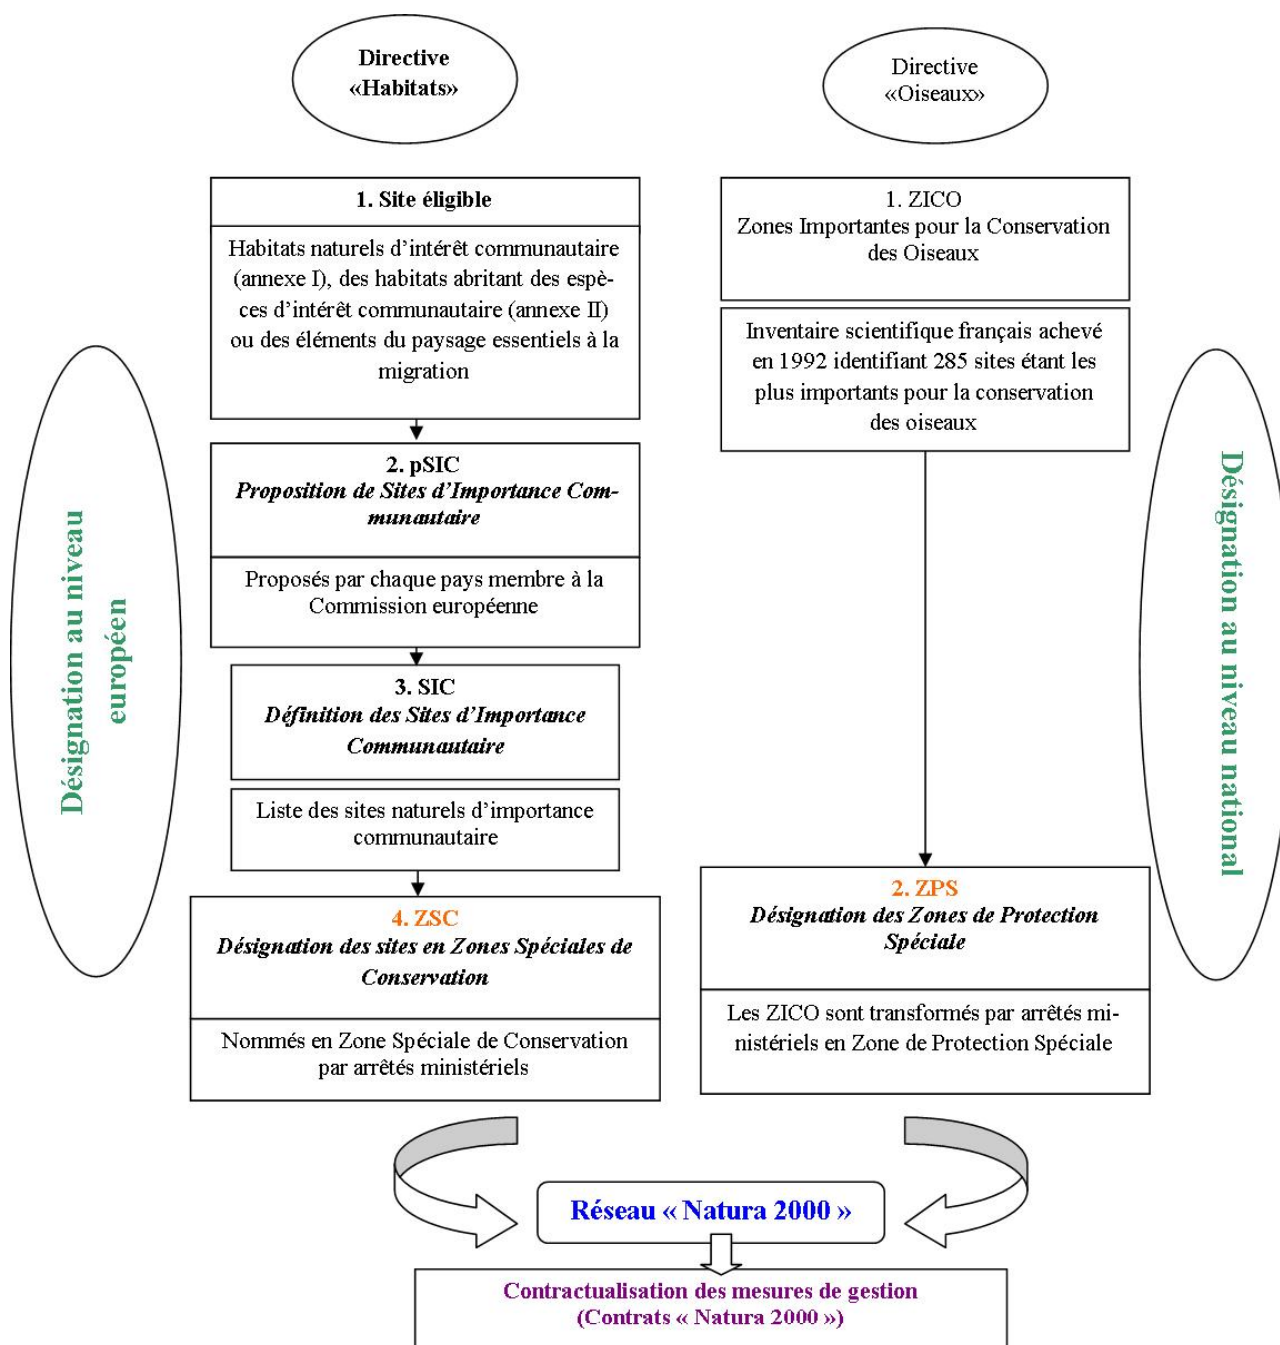 Directive
«Habitats»
Directive
«Oiseaux»
1. Site éligible
Habitats naturels d’intérêt communautaire
(annexe I), des habitats abritant des espè-
ces d’intérêt communautaire (annexe II)
ou des éléments du paysage essentiels à la
migration
1. ZICO
Zones Importantes pour la Conservation
des Oiseaux
Inventaire scientifique français achevé
en 1992 identifiant 285 sites étant les
plus importants pour la conservation
des oiseaux
Désignation au niveau
européen
2. pSIC
Proposition de Sites d’Importance Com-
munautaire
Proposés par chaque pays membre à la
Commission européenne
3. SIC
Définition des Sites d’Importance
Communautaire
Liste des sites naturels d’importance
communautaire
4. ZSC
Désignation des sites en Zones Spéciales de
Conservation
Nommés en Zone Spéciale de Conservation
par arrêtés ministériels
Désignation au niveau national
2. ZPS
Désignation des Zones de Protection
Spéciale
Les ZICO sont transformés par arrêtés mi-
nistériels en Zone de Protection Spéciale
Réseau « Natura 2000 »
Contractualisation des mesures de gestion
(Contrats « Natura 2000 »)